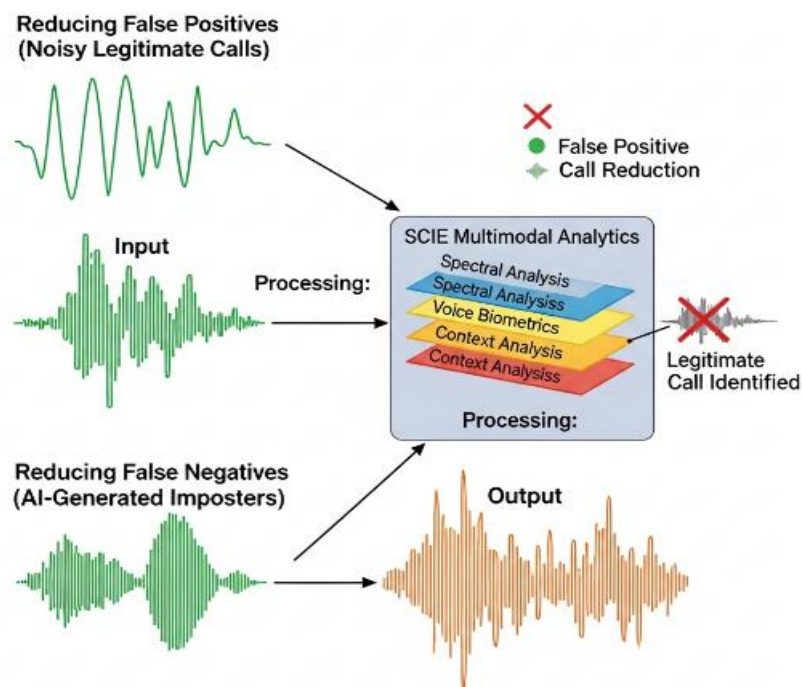 Reducing False Positives
(Noisy Legitimate Calls)
False Positive
Call Reduction
Input
Processing:
SCIE Multimodal Analytics
Spectral Analysis
Spectral Analysiss
Voice Biometrics
Context Analysis
Context Analysiss
Processing:
Legitimate
Call Identified
Reducing False Negatives
(AI-Generated Imposters)
Output